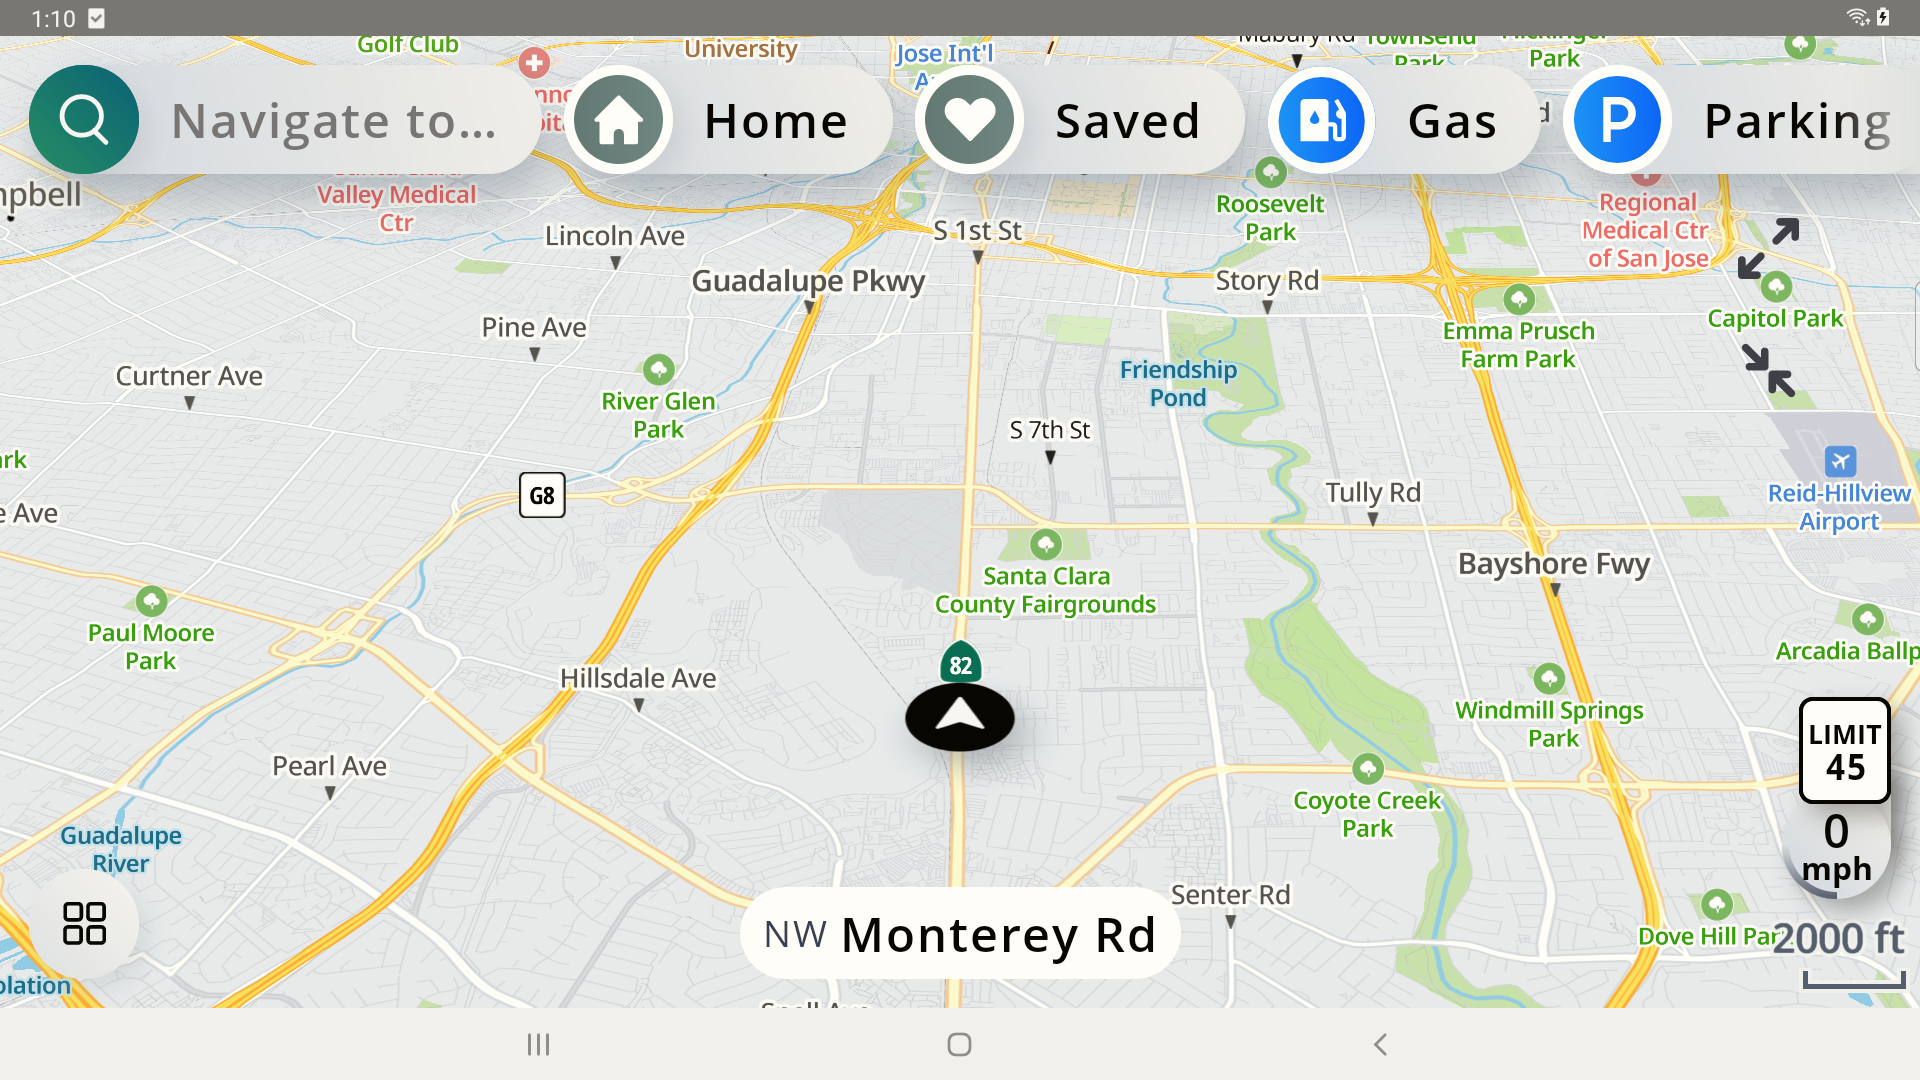 1:10
Golf Club
University
Jose Int'l
Park
Park
Navigate to...
Home
Saved
Gas
Parking
Valley Medical
Ctr
Lincoln Ave
S 1st St
Roosevelt
Park
Regional
Medical Ctr
of San Jose
Guadalupe Pkwy
Story Rd
Capitol Park
Pine Ave
Emma Prusch
Farm Park
Curtner Ave
River Glen
Park
Friendship
Pond
S 7th St
G8
Tully Rd
Reid-Hillview
Airport
Ave
Bayshore Fwy
Santa Clara
County Fairgrounds
Paul Moore
Park
Arcadia Ballp
82
Hillsdale Ave
Windmill Springs
Park
Pearl Ave
LIMIT
45
Coyote Creek
Park
0
mph
Guadalupe
River
Senter Rd
NW Monterey Rd
Dove Hill Par
2000 ft